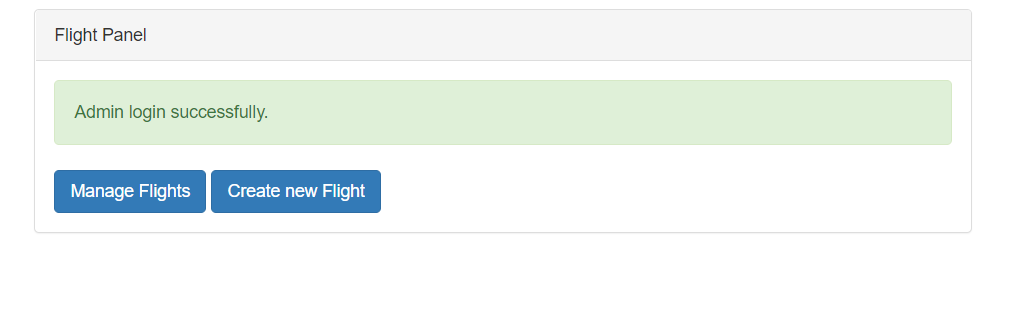 Flight Panel
Admin login successfully.
Manage Flights Create new Flight